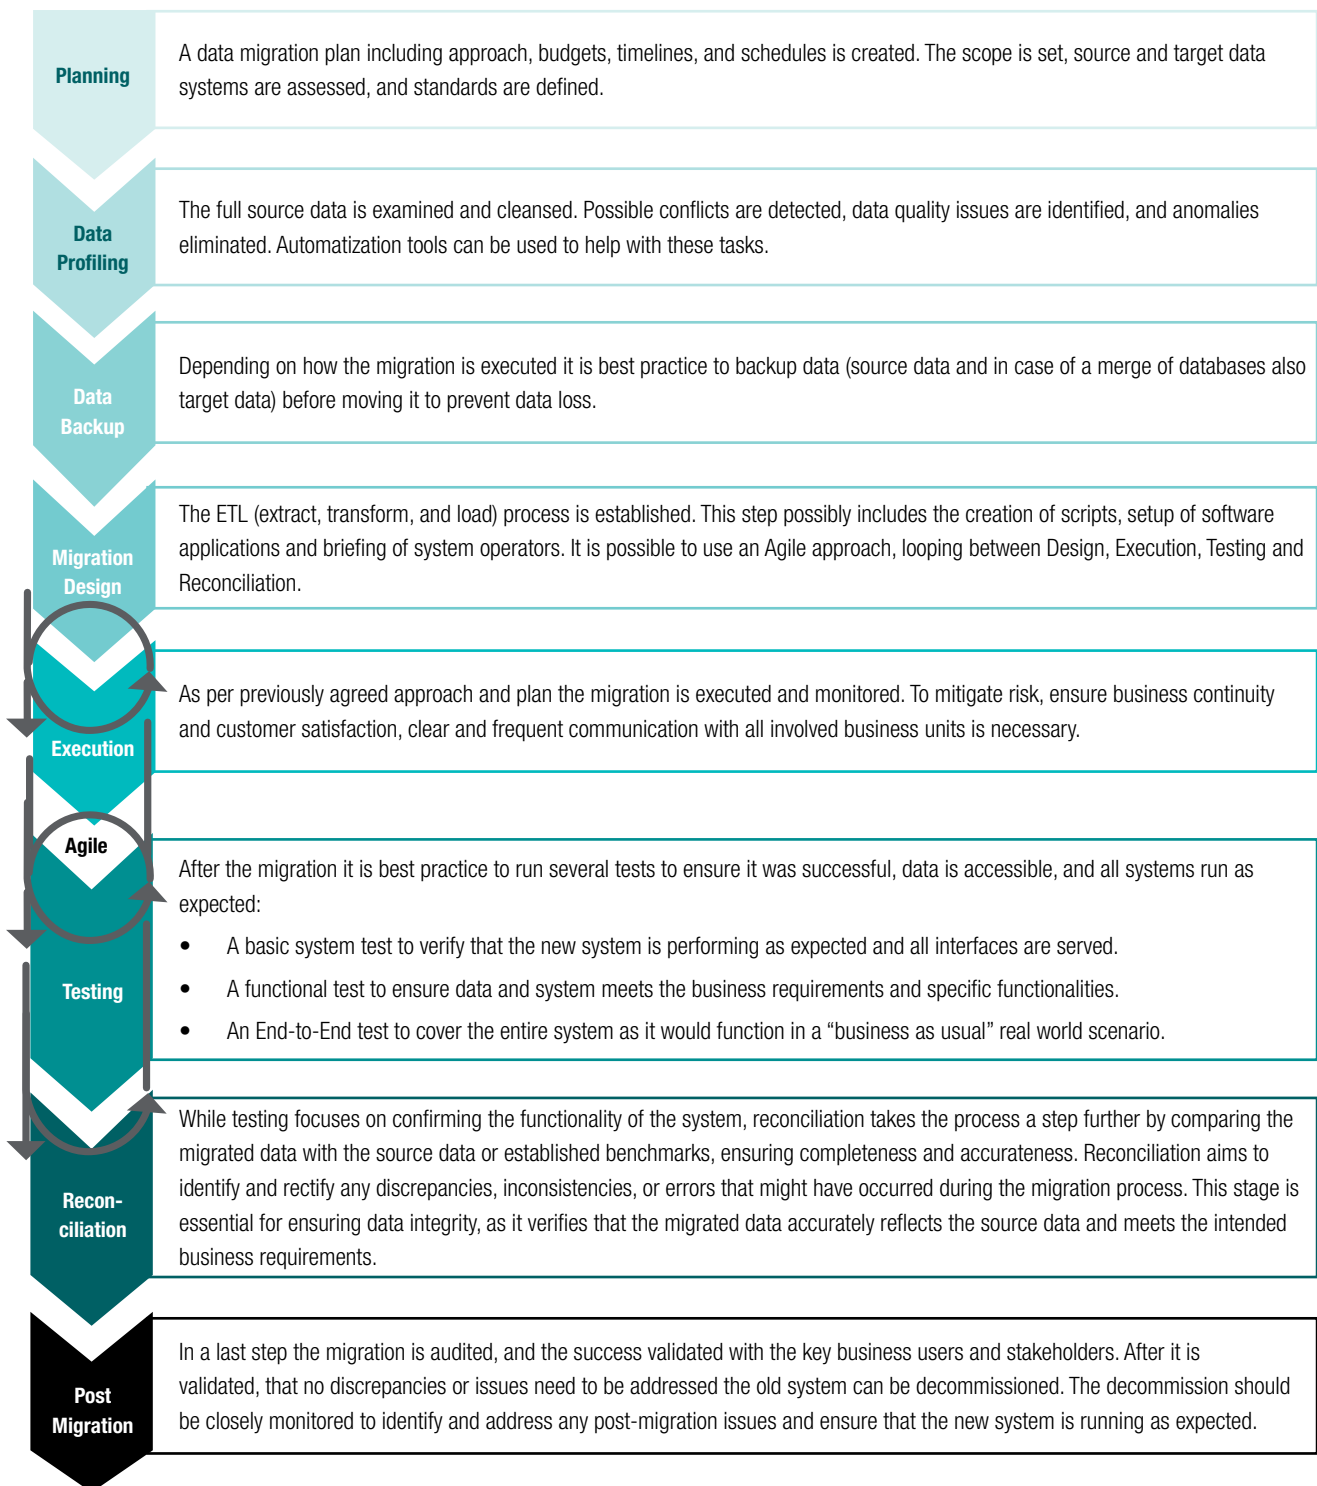 Planning
A data migration plan including approach, budgets, timelines, and schedules is created. The scope is set, source and target data
systems are assessed, and standards are defined.
Data
Profiling
The full source data is examined and cleansed. Possible conflicts are detected, data quality issues are identified, and anomalies
eliminated. Automatization tools can be used to help with these tasks.
Data
Backup
Depending on how the migration is executed it is best practice to backup data (source data and in case of a merge of databases also
target data) before moving it to prevent data loss.
Migration
Design
The ETL (extract, transform, and load) process is established. This step possibly includes the creation of scripts, setup of software
applications and briefing of system operators. It is possible to use an Agile approach, looping between Design, Execution, Testing and
Reconciliation.
Execution
As per previously agreed approach and plan the migration is executed and monitored. To mitigate risk, ensure business continuity
and customer satisfaction, clear and frequent communication with all involved business units is necessary.
Agile
Testing
After the migration it is best practice to run several tests to ensure it was successful, data is accessible, and all systems run as
expected:
• A basic system test to verify that the new system is performing as expected and all interfaces are served.
• A functional test to ensure data and system meets the business requirements and specific functionalities.
• An End-to-End test to cover the entire system as it would function in a “business as usual” real world scenario.
Recon-
ciliation
While testing focuses on confirming the functionality of the system, reconciliation takes the process a step further by comparing the
migrated data with the source data or established benchmarks, ensuring completeness and accurateness. Reconciliation aims to
identify and rectify any discrepancies, inconsistencies, or errors that might have occurred during the migration process. This stage is
essential for ensuring data integrity, as it verifies that the migrated data accurately reflects the source data and meets the intended
business requirements.
Post
Migration
In a last step the migration is audited, and the success validated with the key business users and stakeholders. After it is
validated, that no discrepancies or issues need to be addressed the old system can be decommissioned. The decommission should
be closely monitored to identify and address any post-migration issues and ensure that the new system is running as expected.